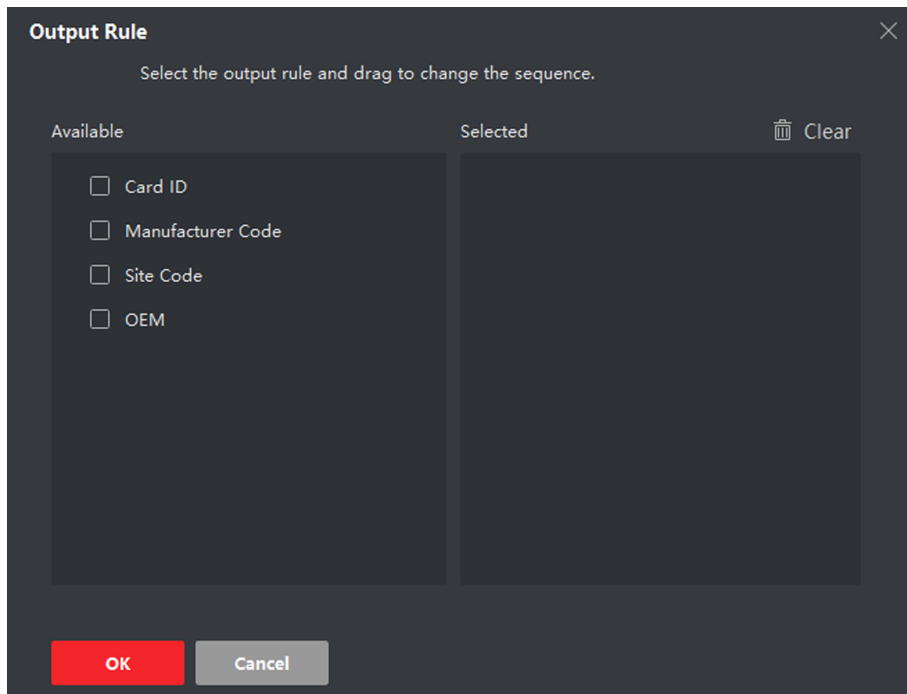 Output Rule
Select the output rule and drag to change the sequence.
Available
Selected
Clear
Card ID
Manufacturer Code
Site Code
OEM
OK
Cancel